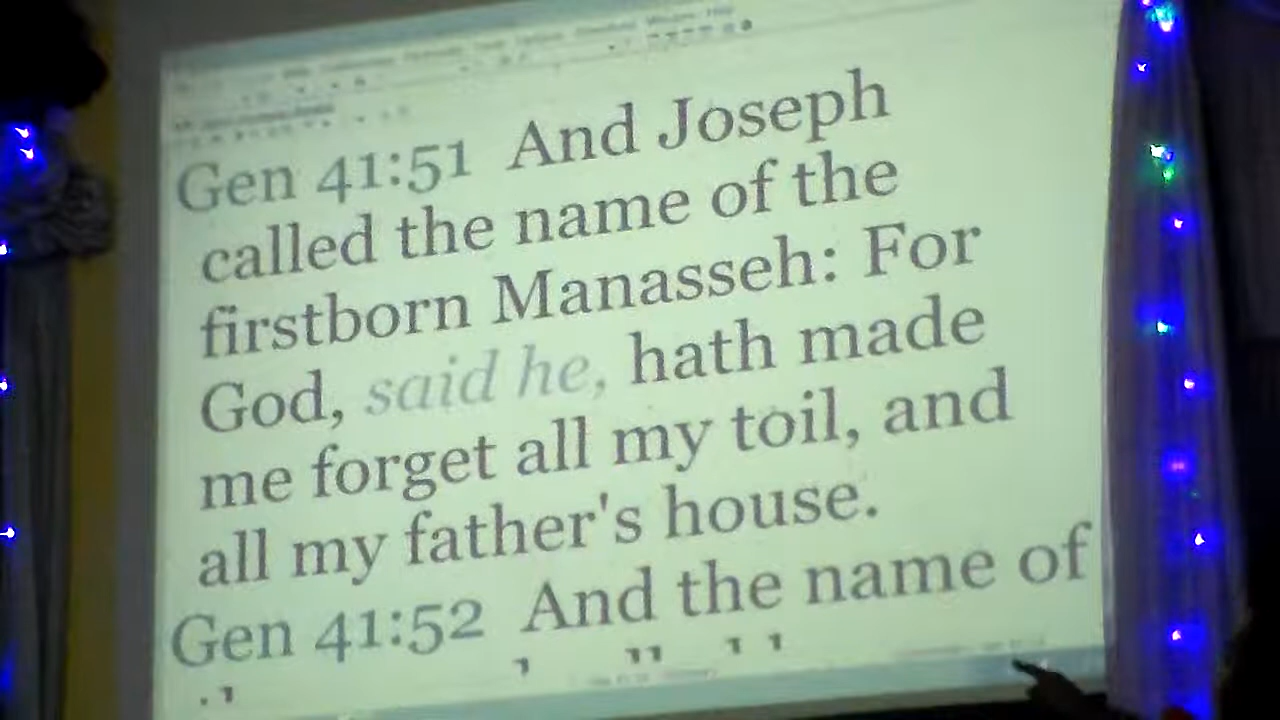 Gen 41:51 And Joseph
called the name of the
firstborn Manasseh: For
God, said he, hath made
me forget all my toil, and
all my father's house.
Gen 41:52 And the name of